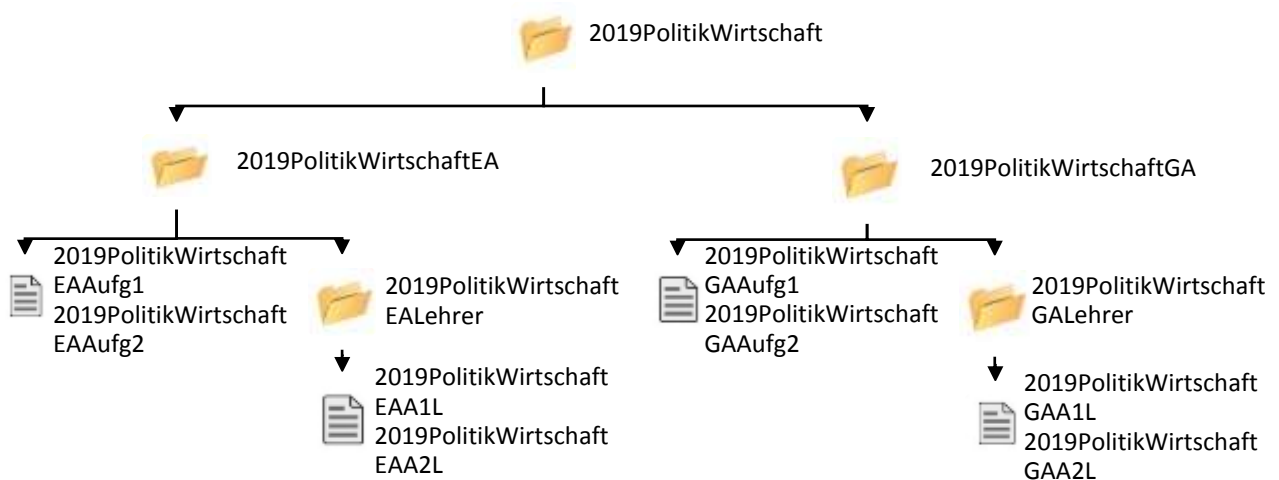 2019PolitikWirtschaft
2019PolitikWirtschaftEA
2019PolitikWirtschaftGA
2019PolitikWirtschaft
EAAufg1
2019PolitikWirtschaft
EAAufg2
2019PolitikWirtschaft
EALehrer
2019PolitikWirtschaft
EAA1L
2019PolitikWirtschaft
EAA2L
2019PolitikWirtschaft
GAAufg1
2019PolitikWirtschaft
GAAufg2
2019PolitikWirtschaft
GALehrer
2019PolitikWirtschaft
GAA1L
2019PolitikWirtschaft
GAA2L